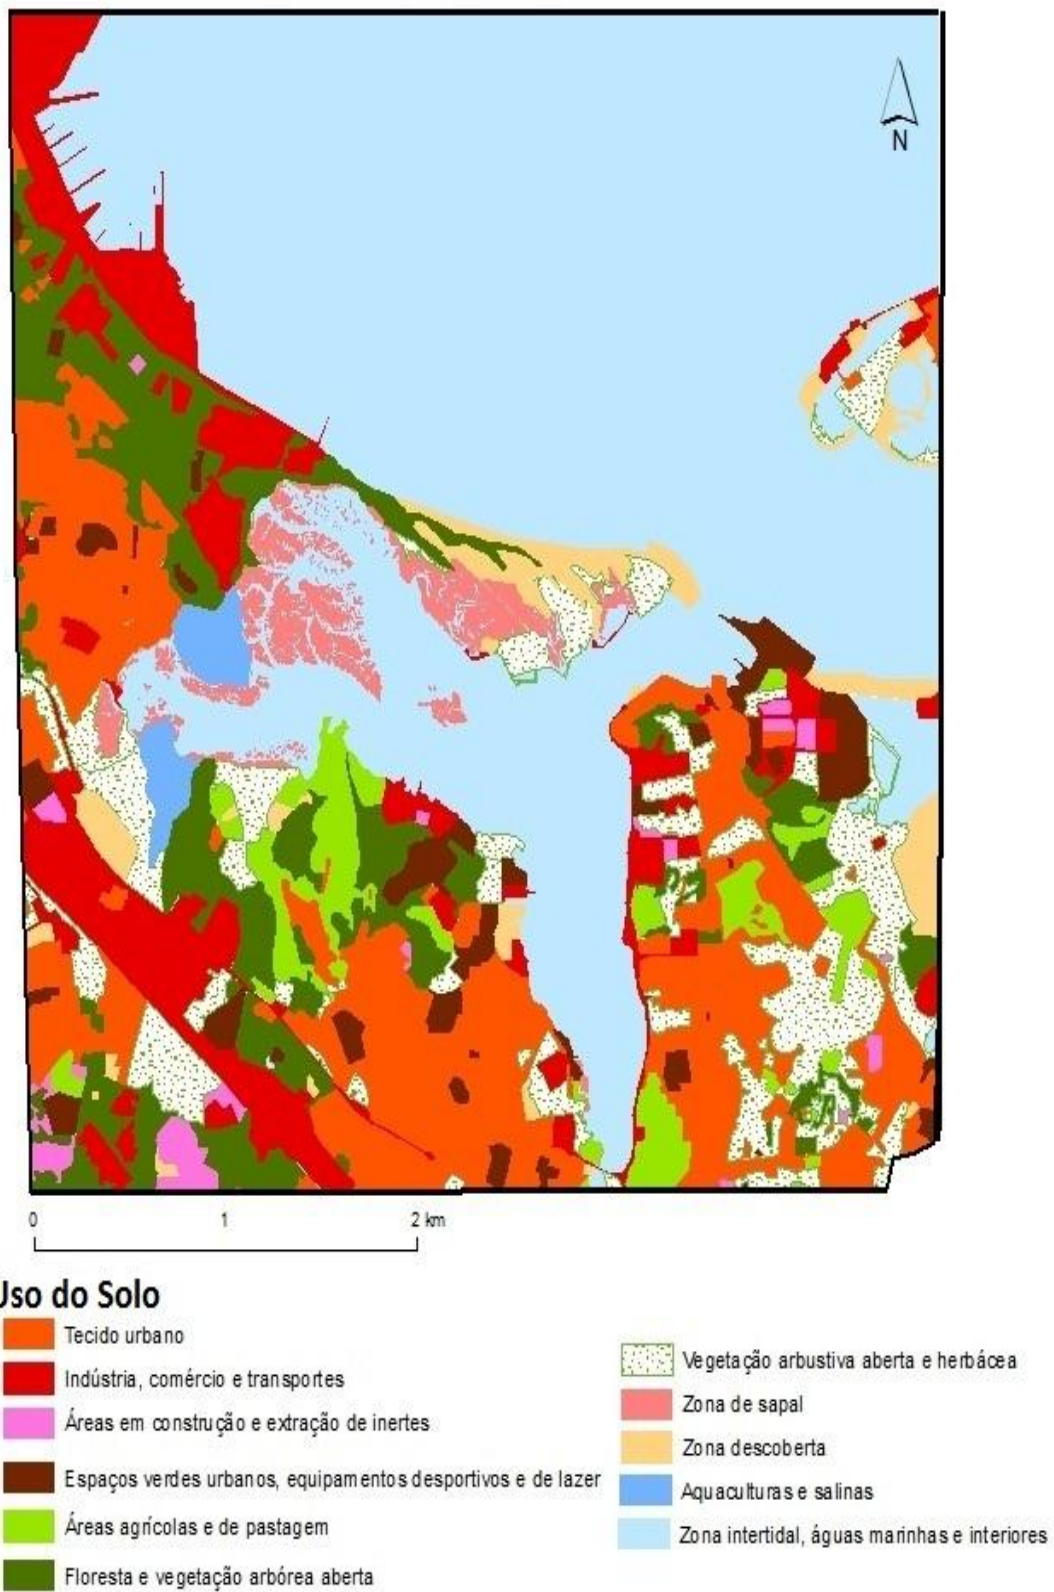 N
0 1 2 km
Uso do Solo
Tecido urbano
Indústria, comércio e transportes
Áreas em construção e extração de inertes
Espaços verdes urbanos, equipamentos desportivos e de lazer
Áreas agrícolas e de pastagem
Floresta e vegetação arbórea aberta
Vegetação arbustiva aberta e herbácea
Zona de sapal
Zona descoberta
Aquaculturas e salinas
Zona intertidal, águas marinhas e interiores